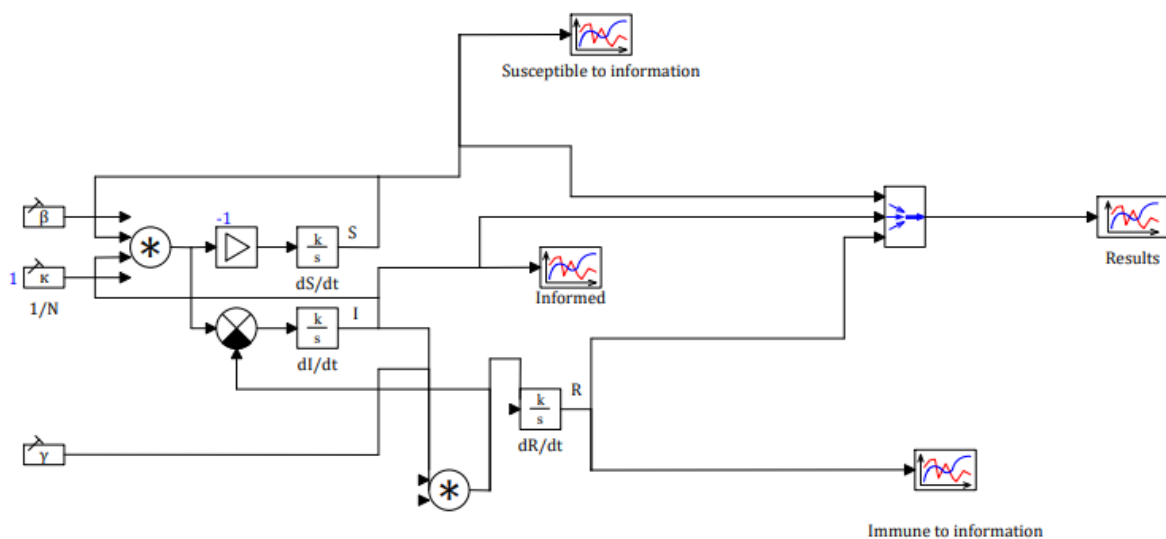 Susceptible to information
β
-1
*
k
s
S
dS/dt
1
κ
1/N
Informed
Results
k
s
I
dI/dt
k
s
R
dR/dt
γ
*
Immune to information